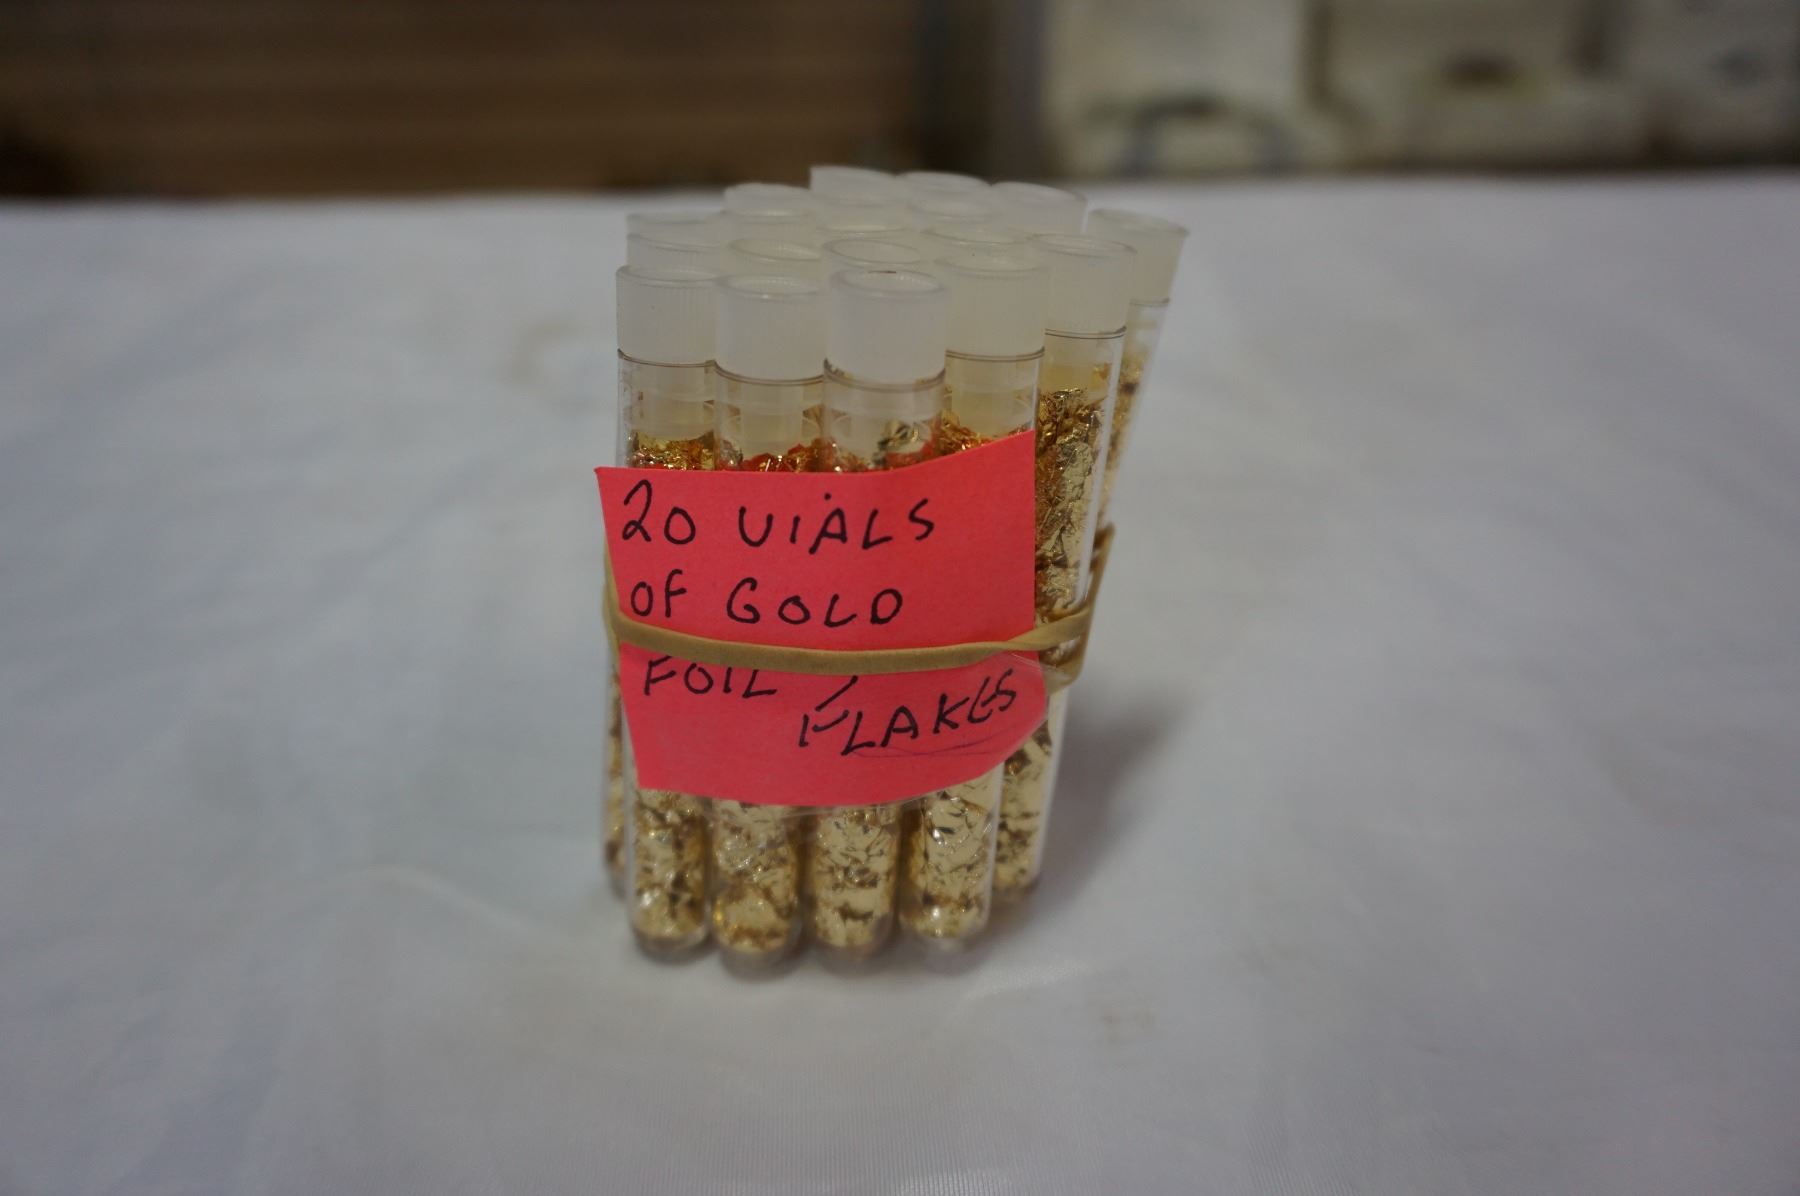 20 VIALS
OF GOLD
FOIL /
FLAKES